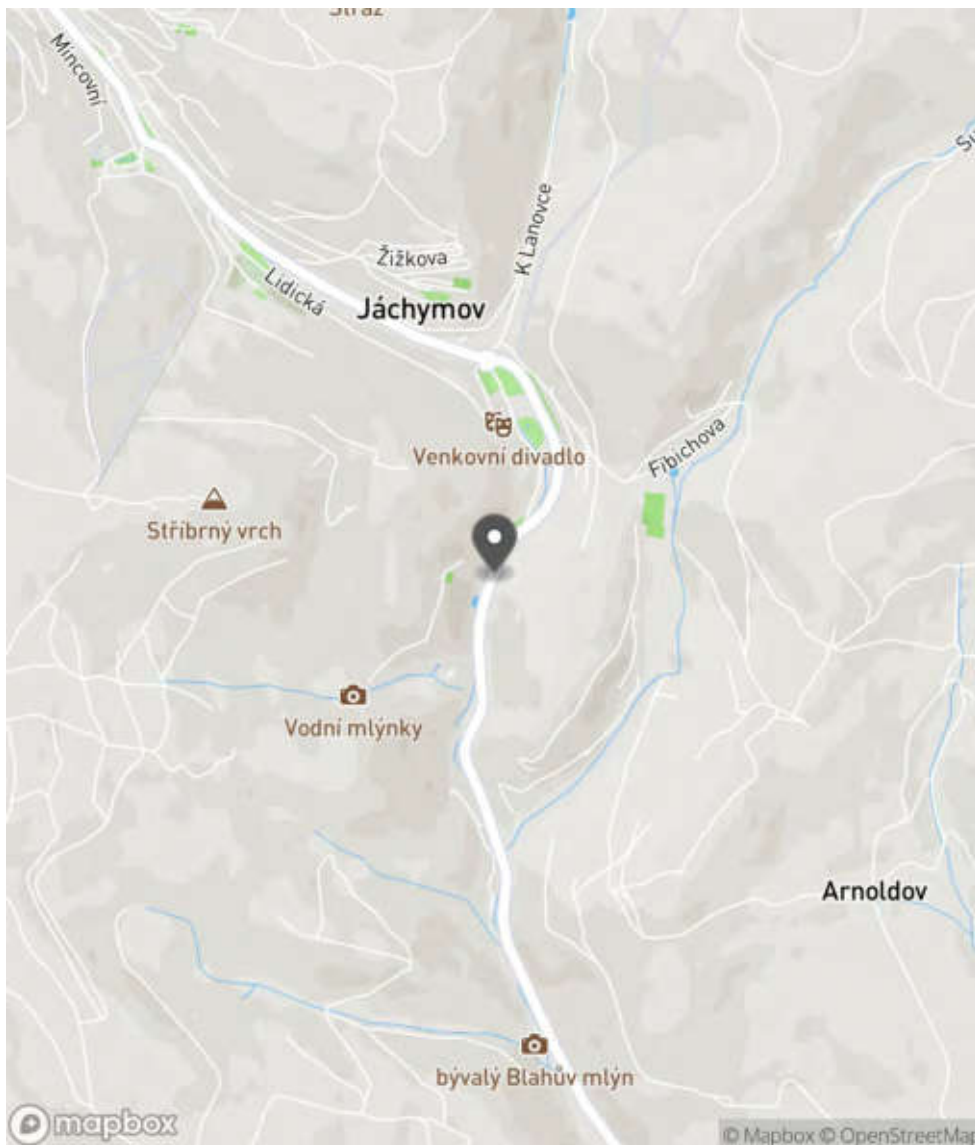 Mincovní
K Lanovce
Žižkova
Lidická
Jáchymov
Venkovní divadlo
Fibichova
Stříbrný vrch
Vodní mlýnky
Arnoldov
bývalý Blahův mlýn
mapbox
© Mapbox © OpenStreetMap